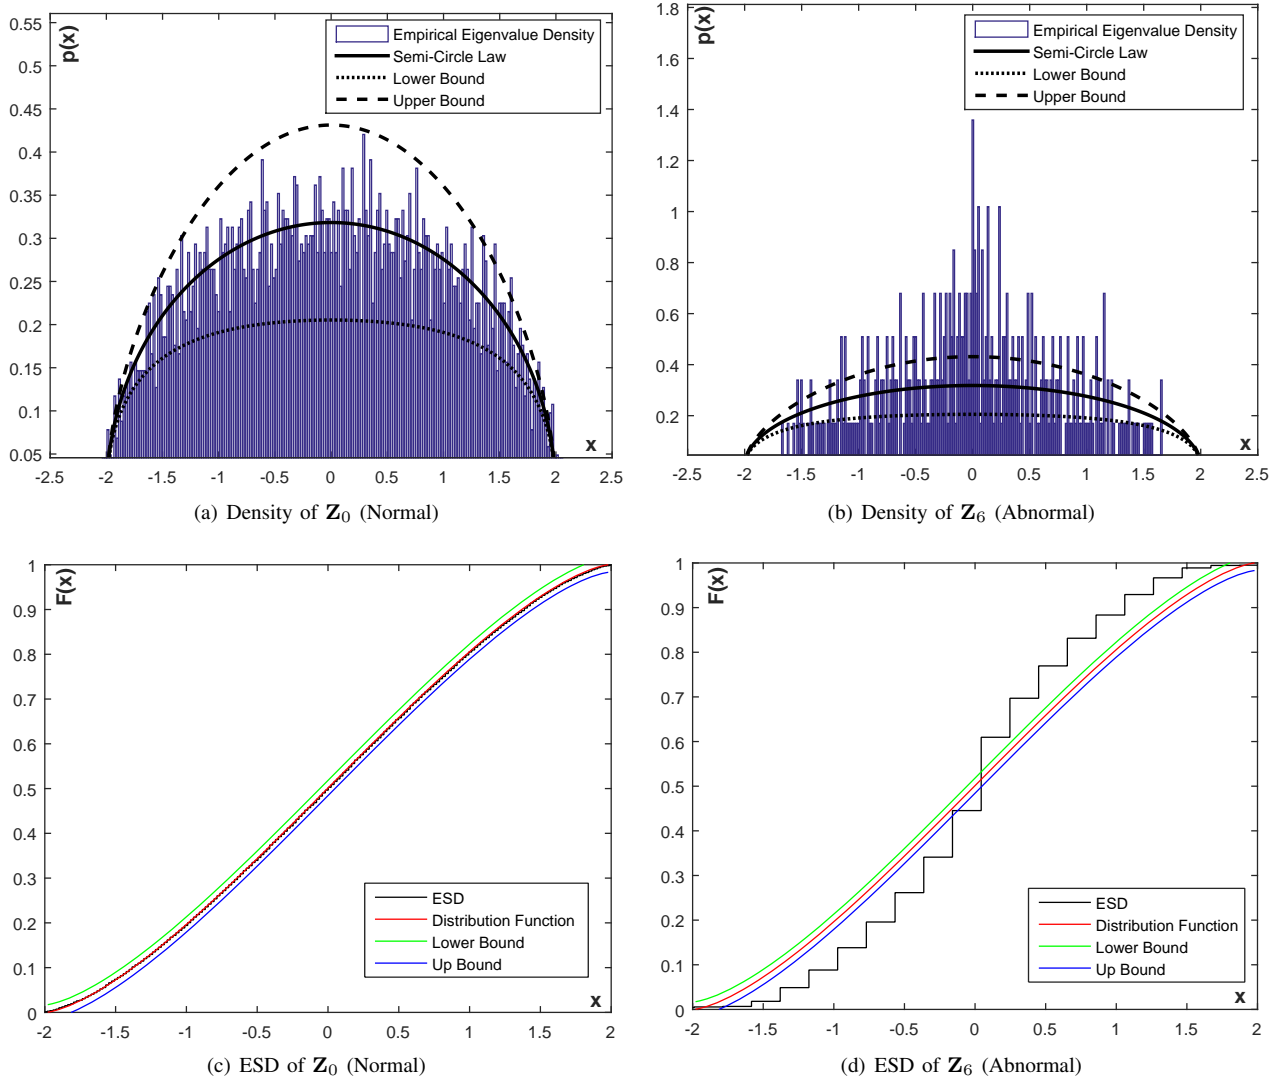 p(x)
0.55
0.5
0.45
0.4
0.35
0.3
0.25
0.2
0.15
0.1
0.05
Empirical Eigenvalue Density
Semi-Circle Law
Lower Bound
Upper Bound
x
-2.5 -2 -1.5 -1 -0.5 0 0.5 1 1.5 2 2.5
(a) Density of Z0 (Normal)
p(x)
1.8
1.6
1.4
1.2
1
0.8
0.6
0.4
0.2
Empirical Eigenvalue Density
Semi-Circle Law
Lower Bound
Upper Bound
x
-2.5 -2 -1.5 -1 -0.5 0 0.5 1 1.5 2 2.5
(b) Density of Z6 (Abnormal)
F(x)
1
0.9
0.8
0.7
0.6
0.5
0.4
0.3
0.2
0.1
0
ESD
Distribution Function
Lower Bound
Up Bound
x
-2 -1.5 -1 -0.5 0 0.5 1 1.5 2
(c) ESD of Z0 (Normal)
F(x)
1
0.9
0.8
0.7
0.6
0.5
0.4
0.3
0.2
0.1
0
ESD
Distribution Function
Lower Bound
Up Bound
x
-2 -1.5 -1 -0.5 0 0.5 1 1.5 2
(d) ESD of Z6 (Abnormal)